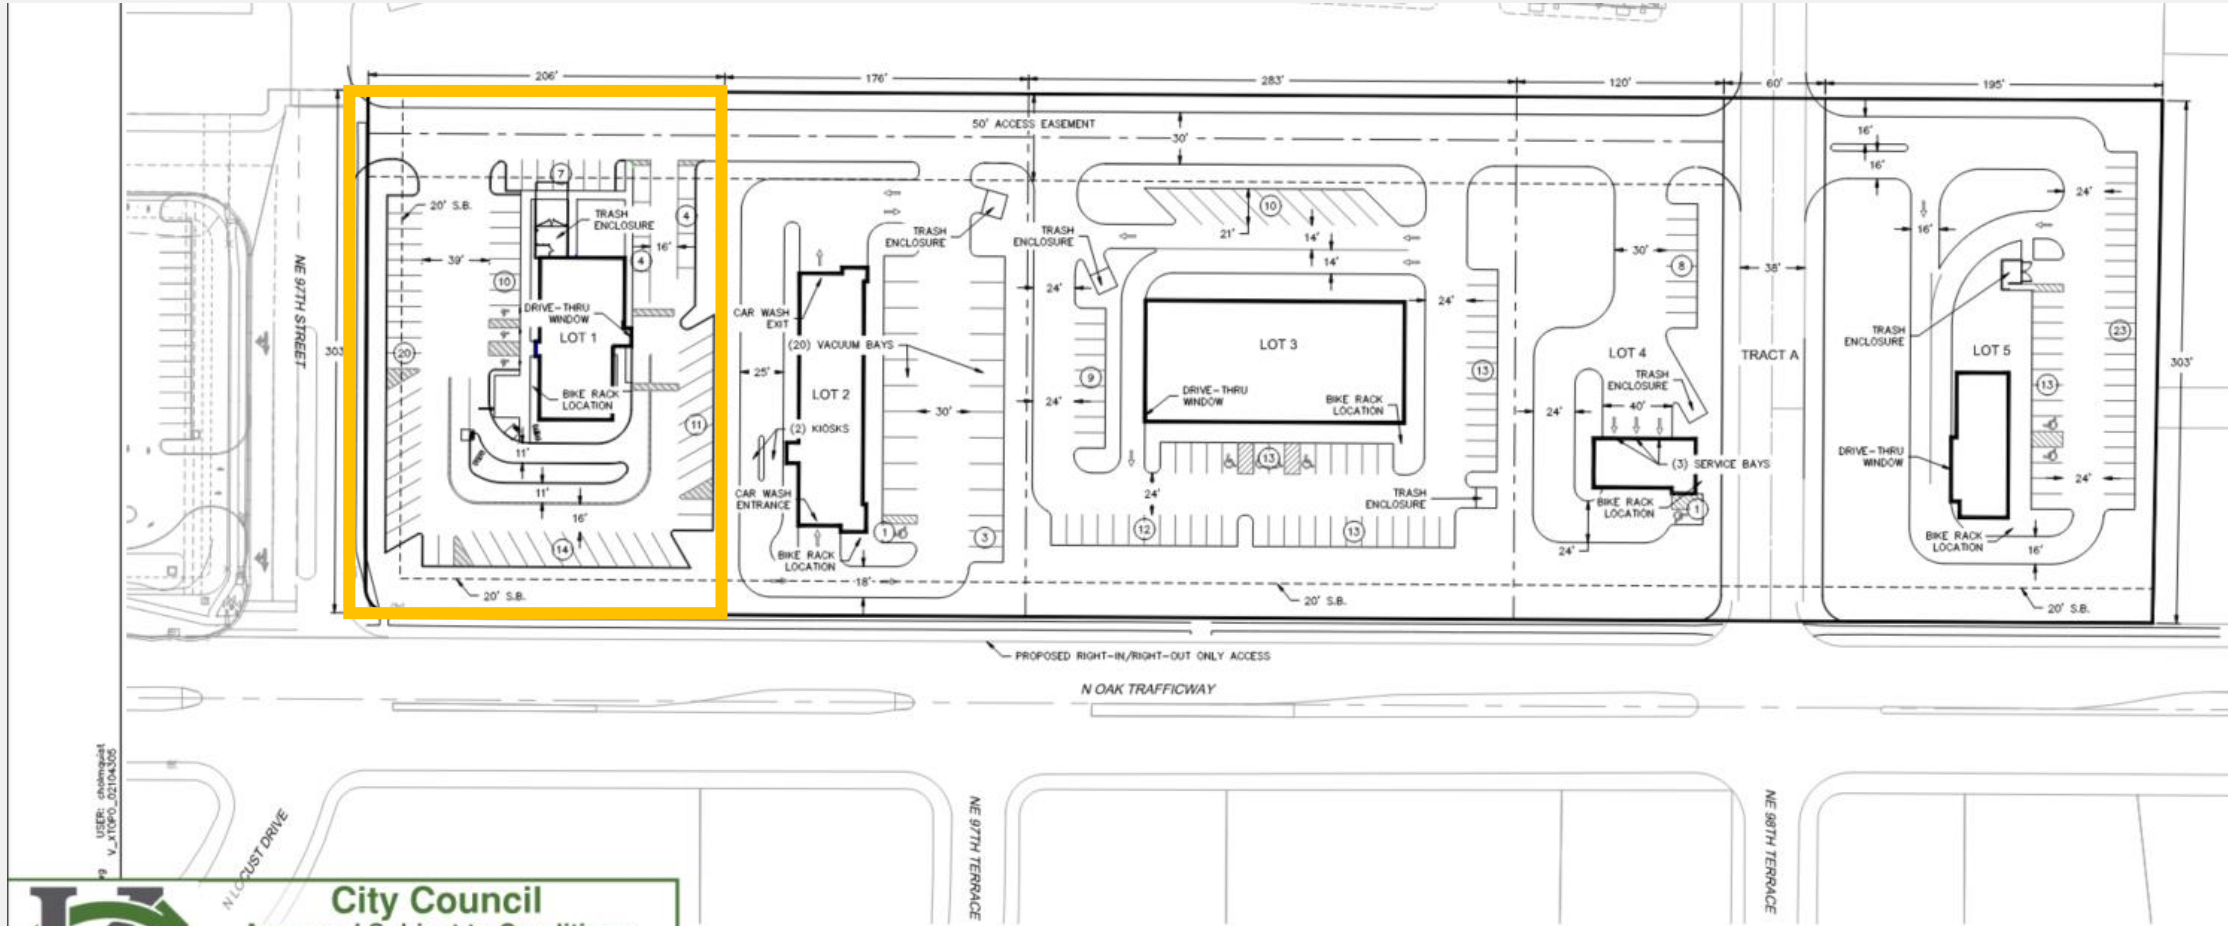 206'
176'
283'
120'
60'
195'
50' ACCESS EASEMENT
30'
16'
16'
7
20' S.B.
TRASH
ENCLOSURE
4
16'
4
39'
10
DRIVE-THRU
WINDOW
LOT 1
9'
9'
9'
20
BIKE RACK
LOCATION
11
11'
11'
16'
14
20' S.B.
303'
NE 97TH STREET
TRASH
ENCLOSURE
CAR WASH
EXIT
(20) VACUUM BAYS
25'
LOT 2
30'
(2) KIOSKS
CAR WASH
ENTRANCE
1
3
BIKE RACK
LOCATION
18'
TRASH
ENCLOSURE
10
21'
14'
14'
24'
24'
LOT 3
9
24'
13
DRIVE-THRU
WINDOW
BIKE RACK
LOCATION
13
24'
TRASH
ENCLOSURE
12
13
20' S.B.
30'
8
38'
LOT 4
TRACT A
TRASH
ENCLOSURE
24'
40'
(3) SERVICE BAYS
BIKE RACK
LOCATION
1
24'
24'
16'
TRASH
ENCLOSURE
LOT 5
23
13
303'
DRIVE-THRU
WINDOW
24'
BIKE RACK
LOCATION
16'
20' S.B.
PROPOSED RIGHT-IN/RIGHT-OUT ONLY ACCESS
N OAK TRAFFICWAY
USER: cholmquist
V_XTOPO_02104305
N LOCUST DRIVE
NE 97TH TERRACE
NE 98TH TERRACE
City Council